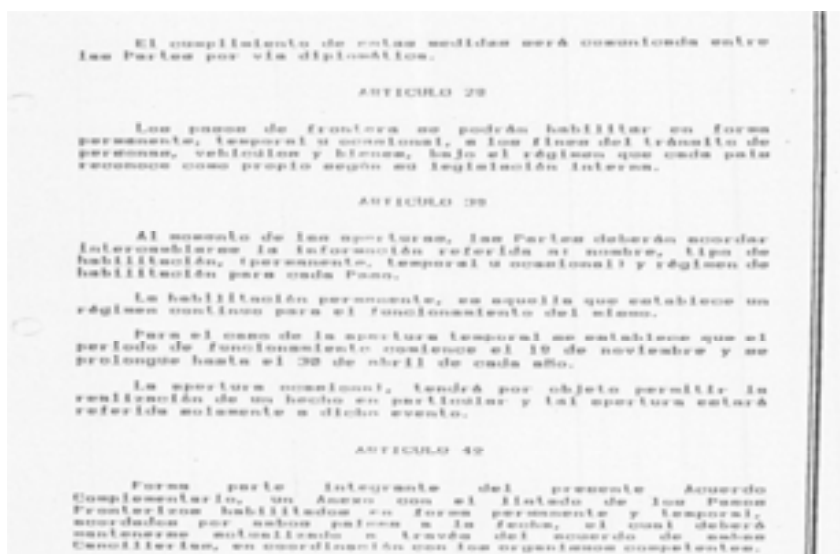 El cumplimiento de estas medidas será comunicada entre
las Partes por vía diplomática.
ARTICULO 2º
Los pasos de frontera se podrán habilitar en forma
permanente, temporal u ocasional, a los fines del tránsito de
personas, vehículos y bienes, bajo el régimen que cada país
reconoce como propio según su legislación interna.
ARTICULO 3º
Al momento de las aperturas, las Partes deberán acordar
intercambiarse la información referida a: nombre, tipo de
habilitación, (permanente, temporal u ocasional) y régimen de
habilitación para cada Paso.
La habilitación permanente, es aquella que establece un
régimen continuo para el funcionamiento del mismo.
Para el caso de la apertura temporal se establece que el
período de funcionamiento comience el 1º de noviembre y se
prolongue hasta el 30 de abril de cada año.
La apertura ocasional, tendrá por objeto permitir la
realización de un hecho en particular y tal apertura estará
referida solamente a dicho evento.
ARTICULO 4º
Forma parte integrante del presente Acuerdo
Complementario, un Anexo con el listado de los Pasos
Fronterizos habilitados en forma permanente y temporal,
acordados por ambos países a la fecha, el cual deberá
mantenerse actualizado a través del acuerdo de ambas
Cancillerías, en coordinación con los organismos competentes.